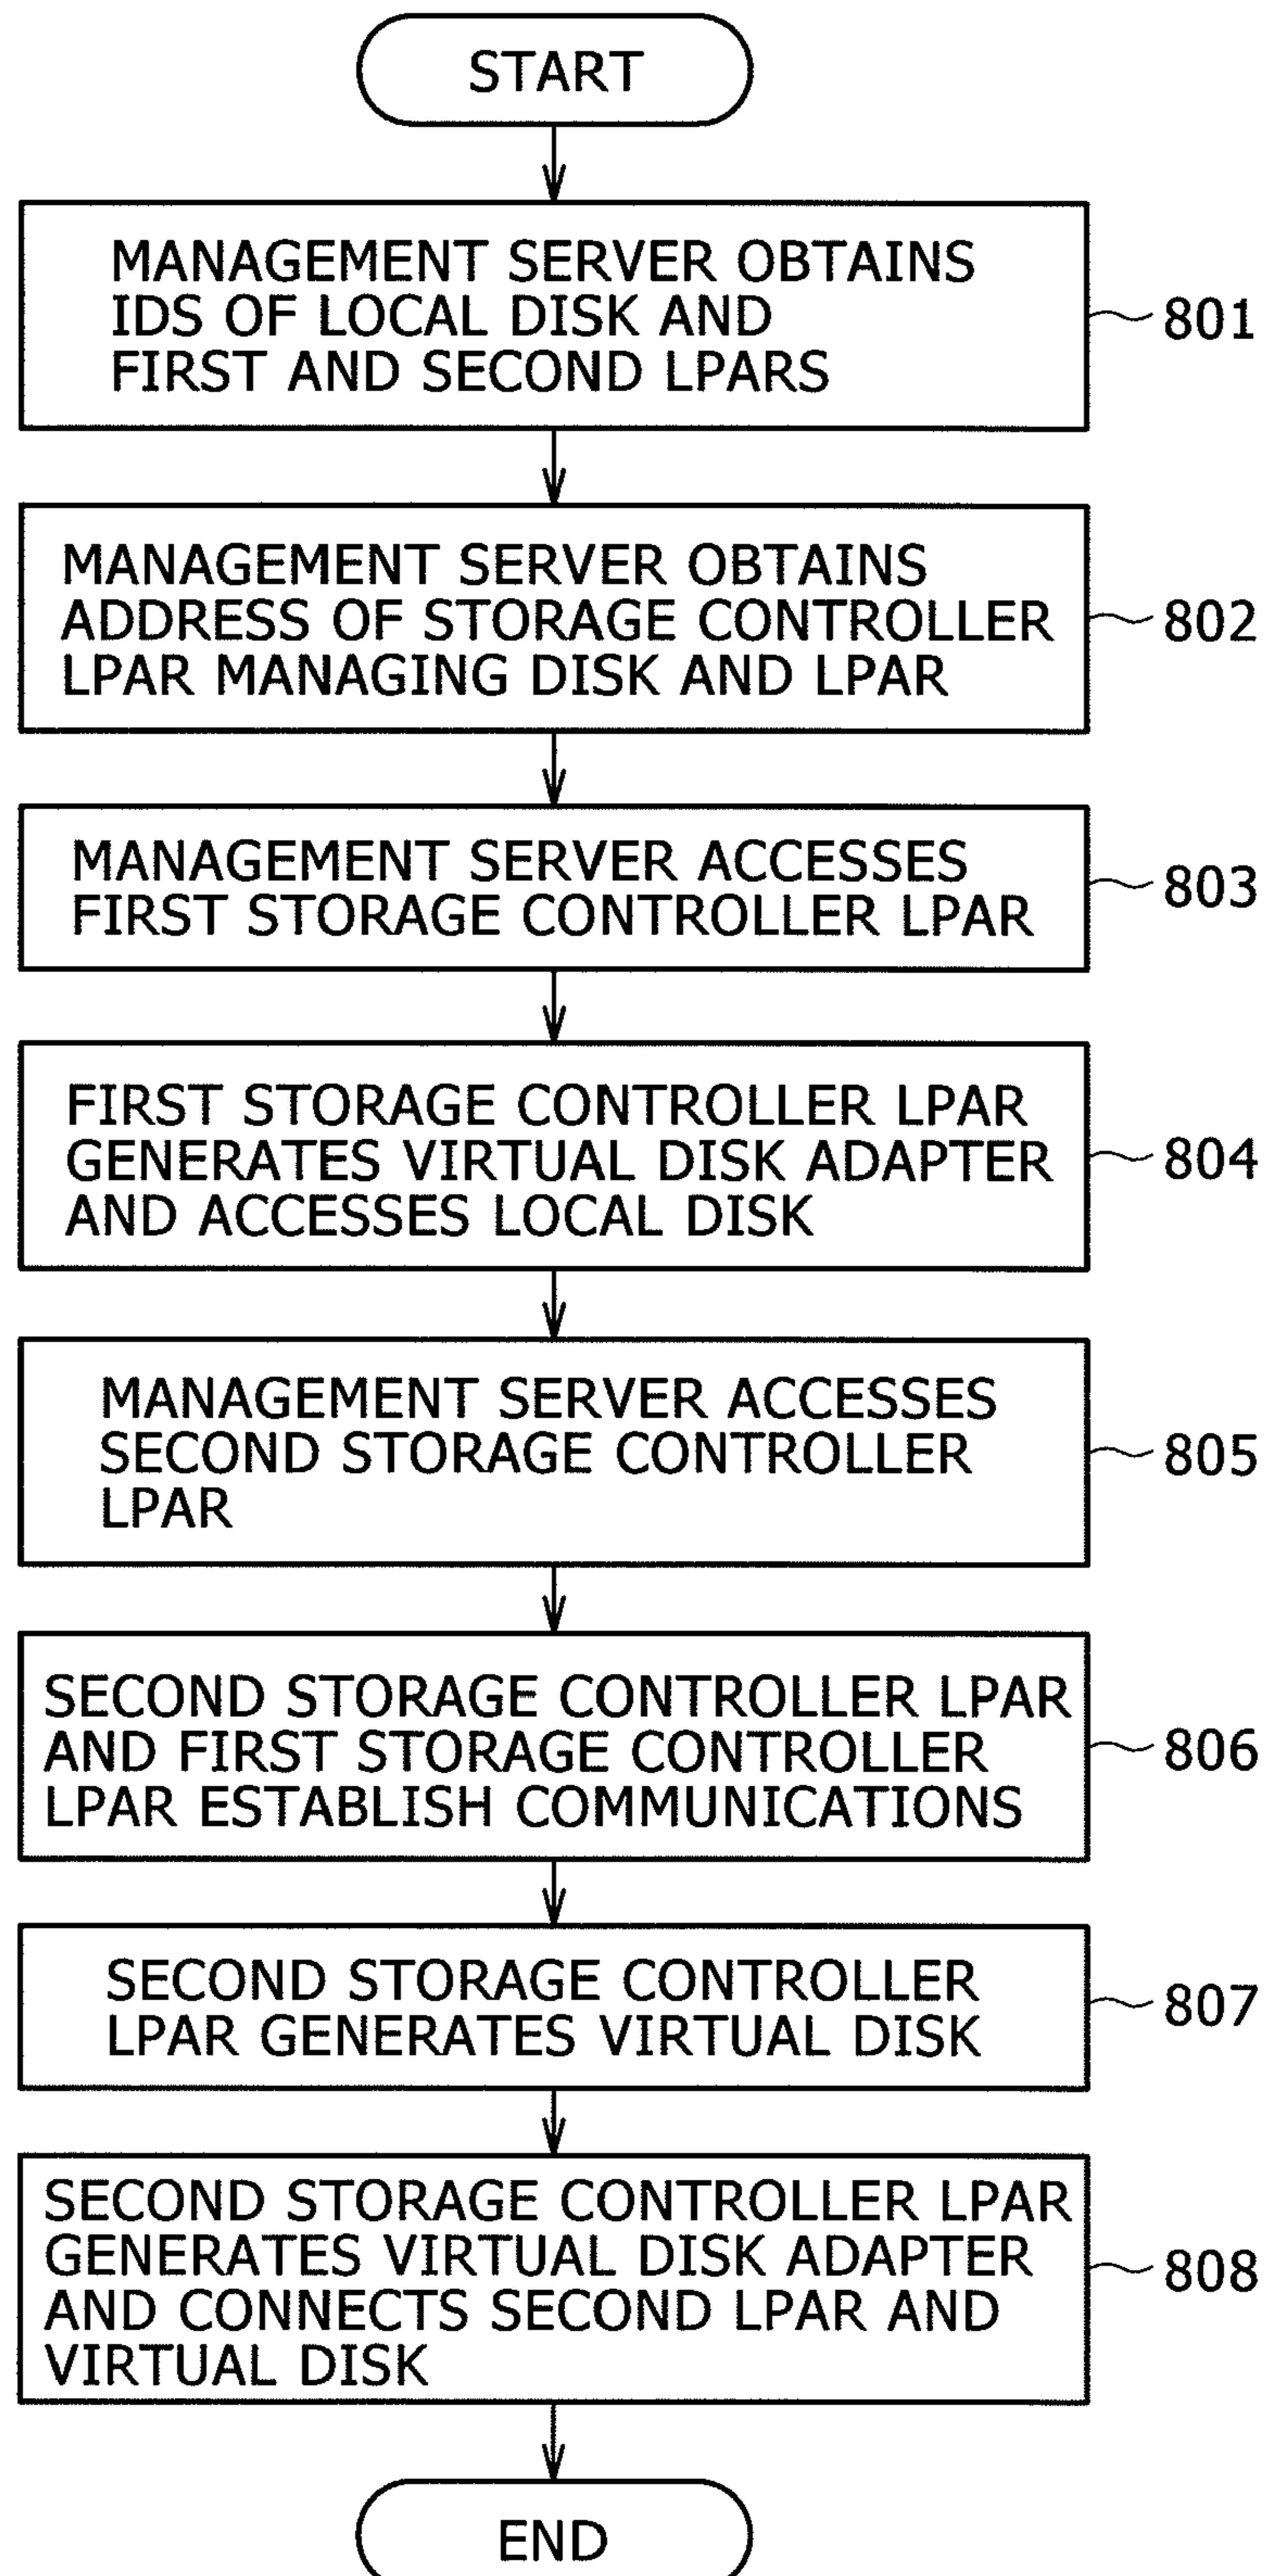 START
MANAGEMENT SERVER OBTAINS
IDS OF LOCAL DISK AND
FIRST AND SECOND LPARS
801
MANAGEMENT SERVER OBTAINS
ADDRESS OF STORAGE CONTROLLER
LPAR MANAGING DISK AND LPAR
802
MANAGEMENT SERVER ACCESSES
FIRST STORAGE CONTROLLER LPAR
803
FIRST STORAGE CONTROLLER LPAR
GENERATES VIRTUAL DISK ADAPTER
AND ACCESSES LOCAL DISK
804
MANAGEMENT SERVER ACCESSES
SECOND STORAGE CONTROLLER
LPAR
805
SECOND STORAGE CONTROLLER LPAR
AND FIRST STORAGE CONTROLLER
LPAR ESTABLISH COMMUNICATIONS
806
SECOND STORAGE CONTROLLER
LPAR GENERATES VIRTUAL DISK
807
SECOND STORAGE CONTROLLER LPAR
GENERATES VIRTUAL DISK ADAPTER
AND CONNECTS SECOND LPAR AND
VIRTUAL DISK
808
END